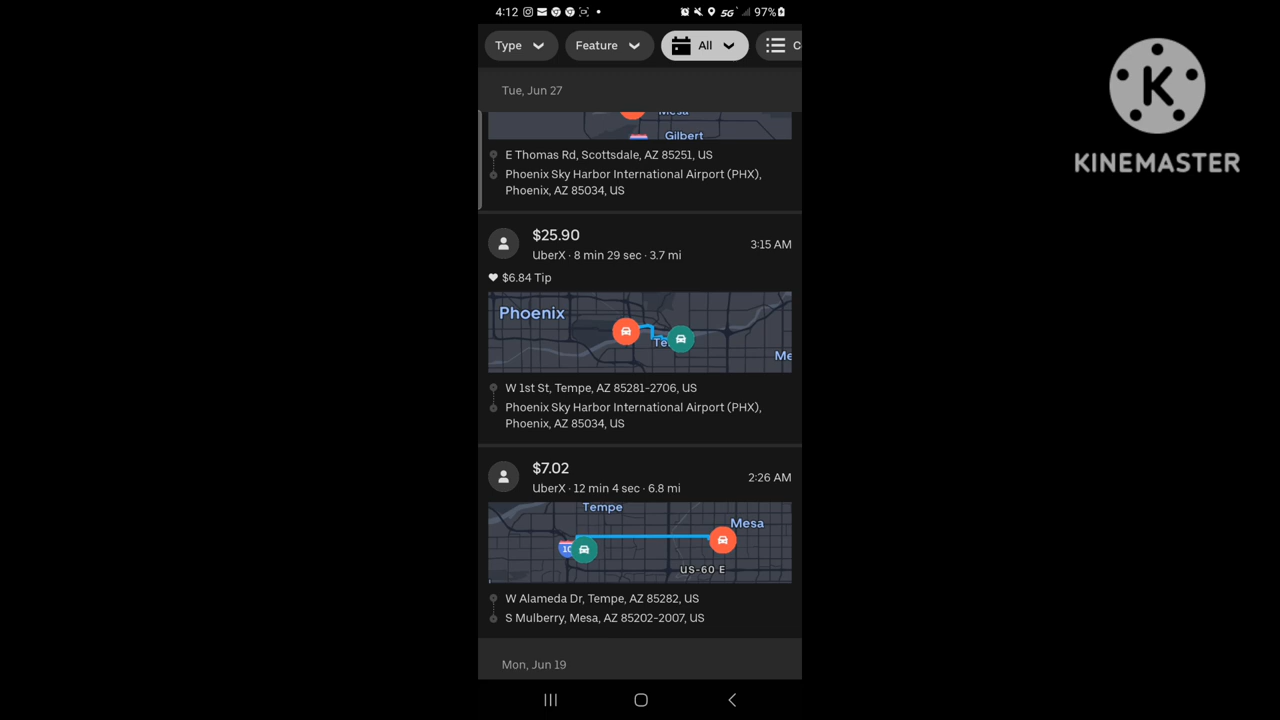 4:12
5G
97%
Type
Feature
All
Tue, Jun 27
Mesa
Gilbert
E Thomas Rd, Scottsdale, AZ 85251, US
Phoenix Sky Harbor International Airport (PHX),
Phoenix, AZ 85034, US
$25.90
3:15 AM
UberX · 8 min 29 sec · 3.7 mi
$6.84 Tip
Phoenix
Te
Me
W 1st St, Tempe, AZ 85281-2706, US
Phoenix Sky Harbor International Airport (PHX),
Phoenix, AZ 85034, US
$7.02
2:26 AM
UberX · 12 min 4 sec · 6.8 mi
Tempe
Mesa
10
US-60 E
W Alameda Dr, Tempe, AZ 85282, US
S Mulberry, Mesa, AZ 85202-2007, US
Mon, Jun 19
K
KINEMASTER